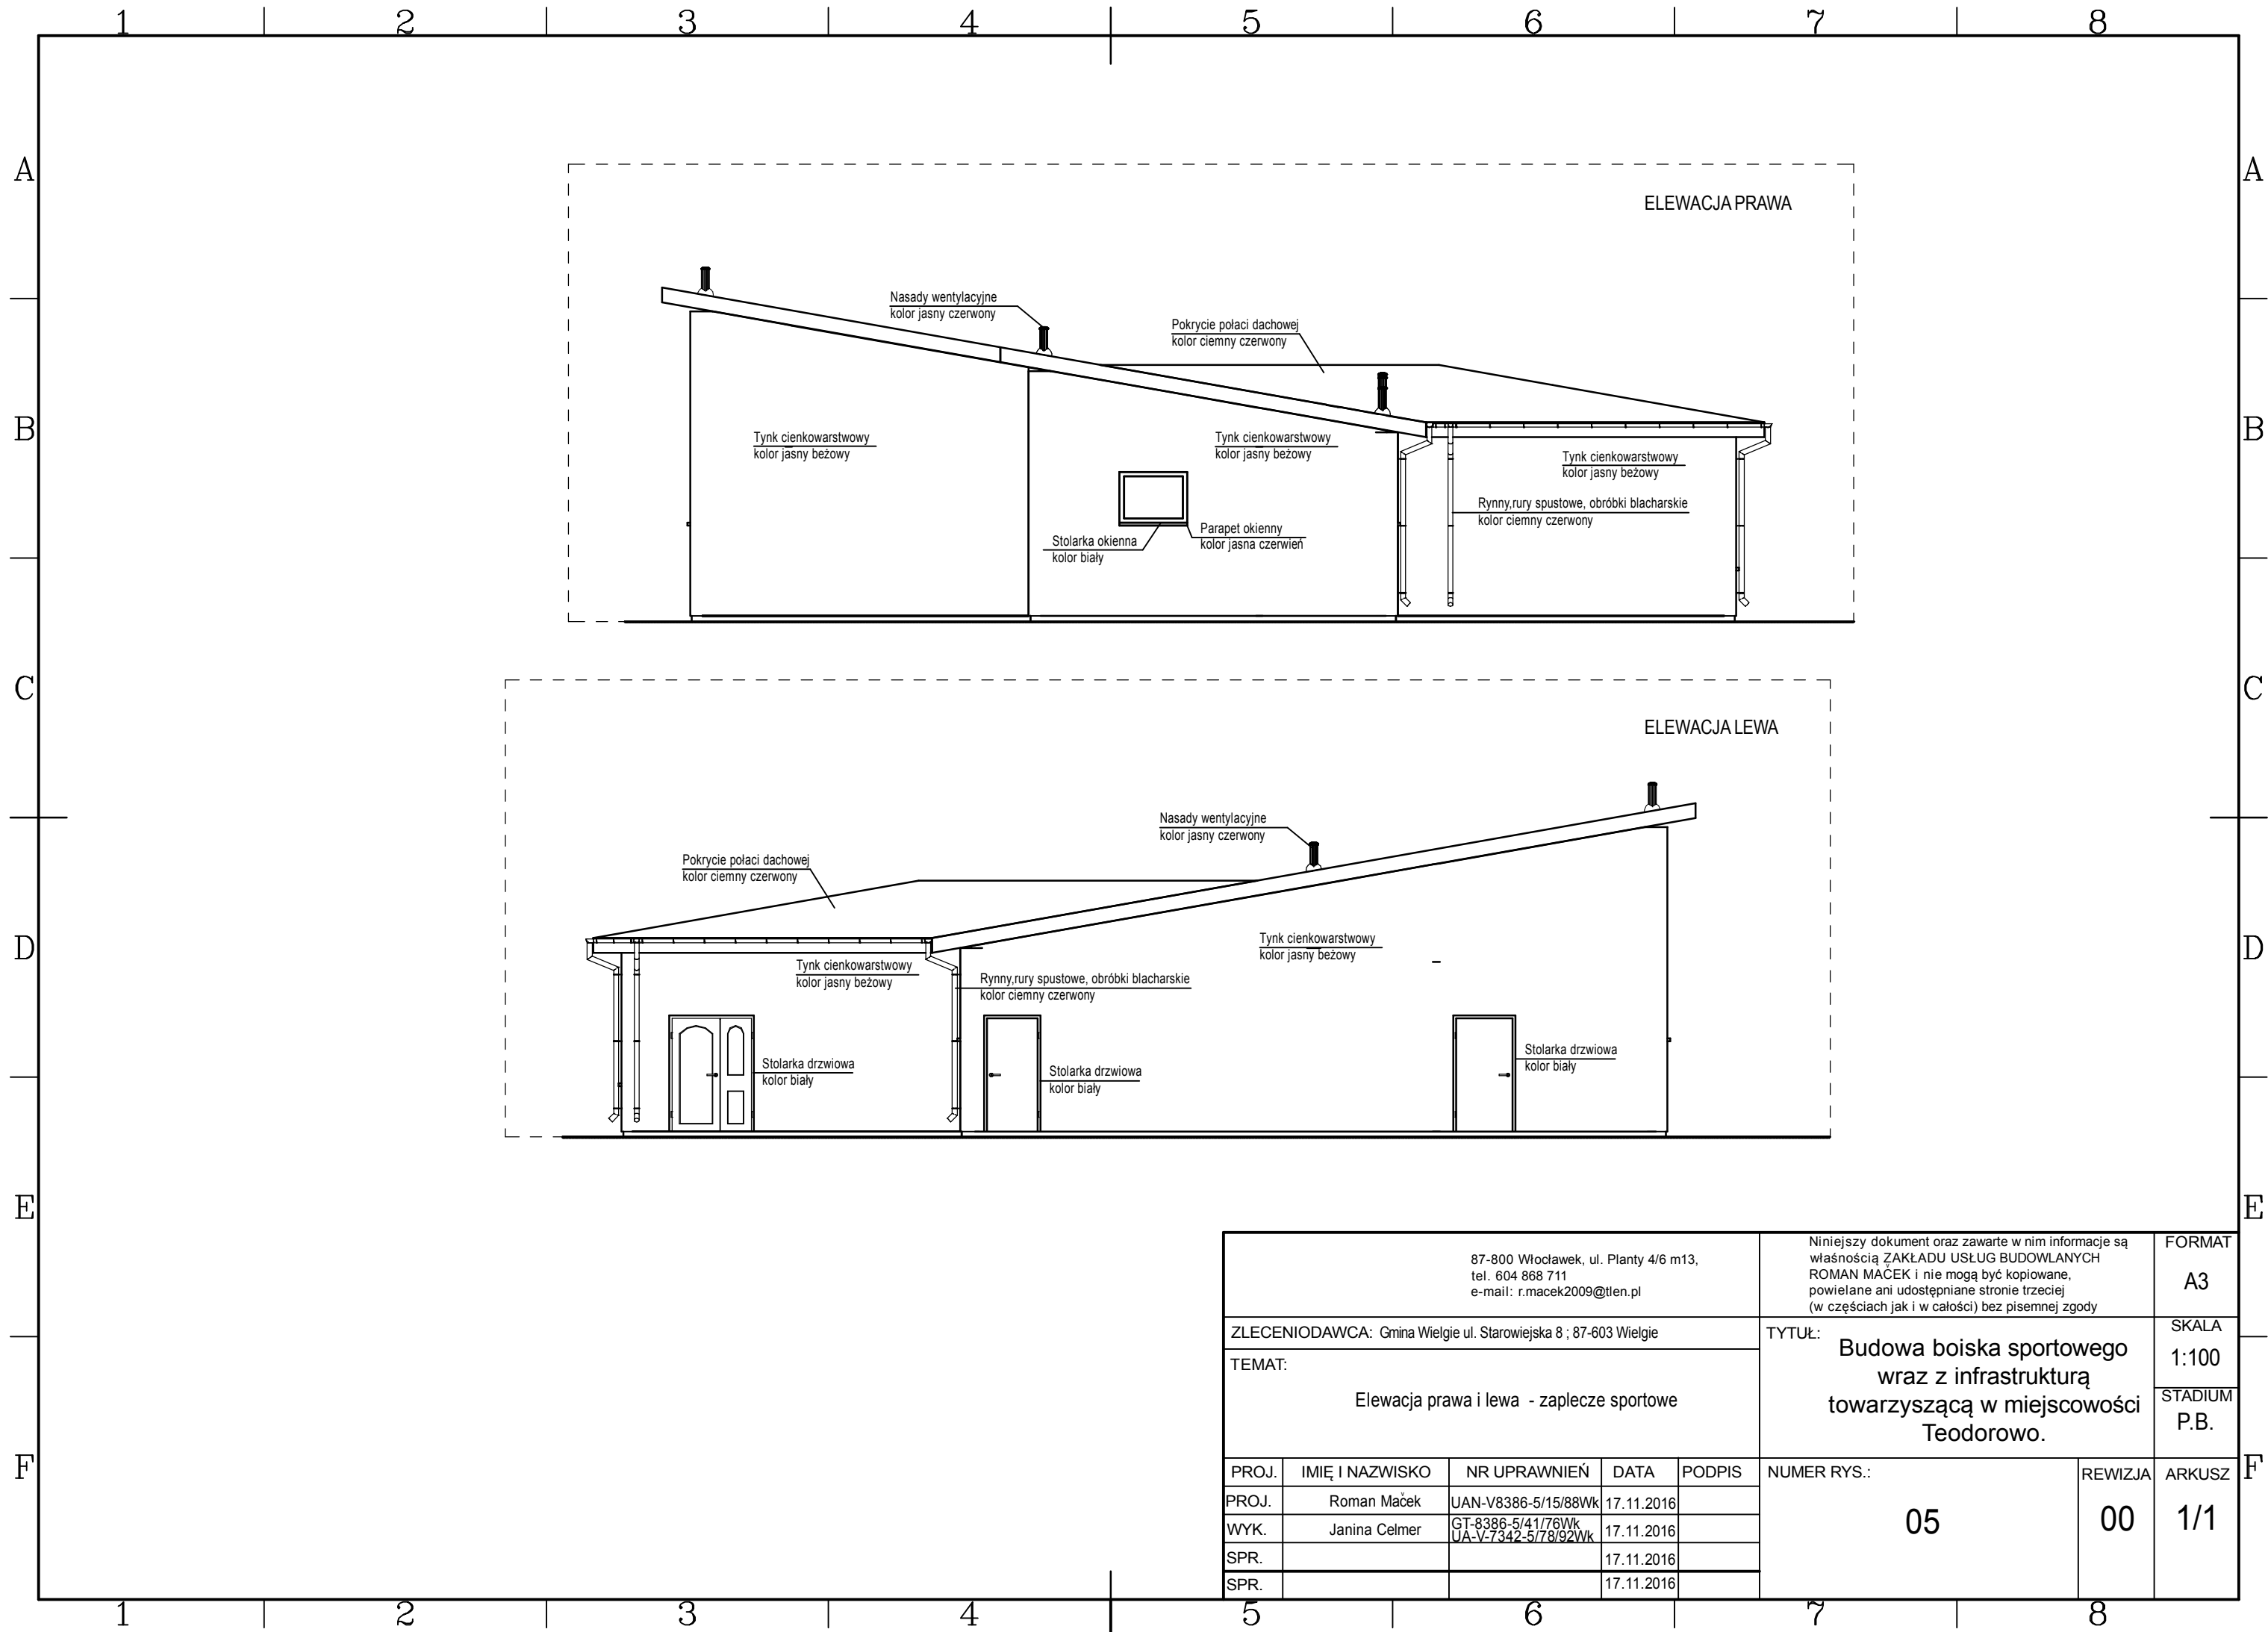 1 2 3 4 5 6 7 8
A A
ELEWACJA PRAWA
Nasady wentylacyjne
kolor jasny czerwony
Pokrycie połaci dachowej
kolor ciemny czerwony
B B
Tynk cienkowarstwowy
kolor jasny beżowy
Tynk cienkowarstwowy
kolor jasny beżowy
Tynk cienkowarstwowy
kolor jasny beżowy
Rynny,rury spustowe, obróbki blacharskie
kolor ciemny czerwony
Stolarka okienna
kolor biały
Parapet okienny
kolor jasna czerwień
C C
ELEWACJA LEWA
Nasady wentylacyjne
kolor jasny czerwony
Pokrycie połaci dachowej
kolor ciemny czerwony
D D
Tynk cienkowarstwowy
kolor jasny beżowy
Tynk cienkowarstwowy
kolor jasny beżowy
Rynny,rury spustowe, obróbki blacharskie
kolor ciemny czerwony
Stolarka drzwiowa
kolor biały
Stolarka drzwiowa
kolor biały
Stolarka drzwiowa
kolor biały
E E
87-800 Włocławek, ul. Planty 4/6 m13,
tel. 604 868 711
e-mail: r.macek2009@tlen.pl
Niniejszy dokument oraz zawarte w nim informacje są
właśnością ZAKŁADU USŁUG BUDOWLANYCH
ROMAN MAČEK i nie mogą być kopiowane,
powielane ani udostępniane stronie trzeciej
(w częściach jak i w całości) bez pisemnej zgody
FORMAT
A3
ZLECENIODAWCA: Gmina Wielgie ul. Starowiejska 8 ; 87-603 Wielgie
TEMAT:
Elewacja prawa i lewa - zaplecze sportowe
TYTUŁ:
Budowa boiska sportowego
wraz z infrastrukturą
towarzyszącą w miejscowości
Teodorowo.
SKALA
1:100
STADIUM
P.B.
F F
PROJ. IMIĘ I NAZWISKO NR UPRAWNIEŃ DATA PODPIS
PROJ. Roman Maček UAN-V8386-5/15/88Wk 17.11.2016
WYK. Janina Celmer GT-8386-5/41/76Wk
UA-V-7342-5/78/92Wk 17.11.2016
SPR. 17.11.2016
SPR. 17.11.2016
NUMER RYS.:
05
REWIZJA
00
ARKUSZ
1/1
1 2 3 4 5 6 7 8